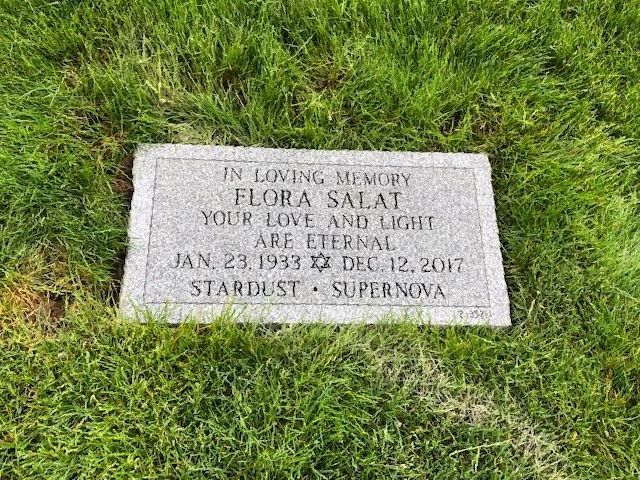 IN LOVING MEMORY
FLORA SALAT
YOUR LOVE AND LIGHT
ARE ETERNAL
JAN. 23, 1933 ✡ DEC. 12, 2017
STARDUST • SUPERNOVA